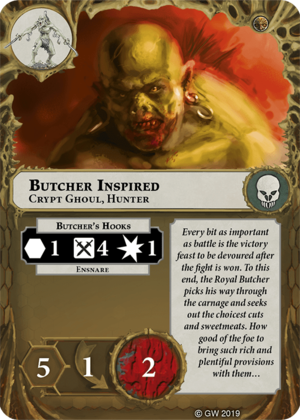 BUTCHER INSPIRED
CRYPT GHOUL, HUNTER
BUTCHER'S HOOKS
1 4 1
ENSNARE
Every bit as important
as battle is the victory
feast to be devoured after
the fight is won. To this
end, the Royal Butcher
picks his way through
the carnage and seeks
out the choicest cuts
and sweetmeats. How
good of the foe to
bring such rich and
plentiful provisions
with them...
5 1 2
© GW 2019